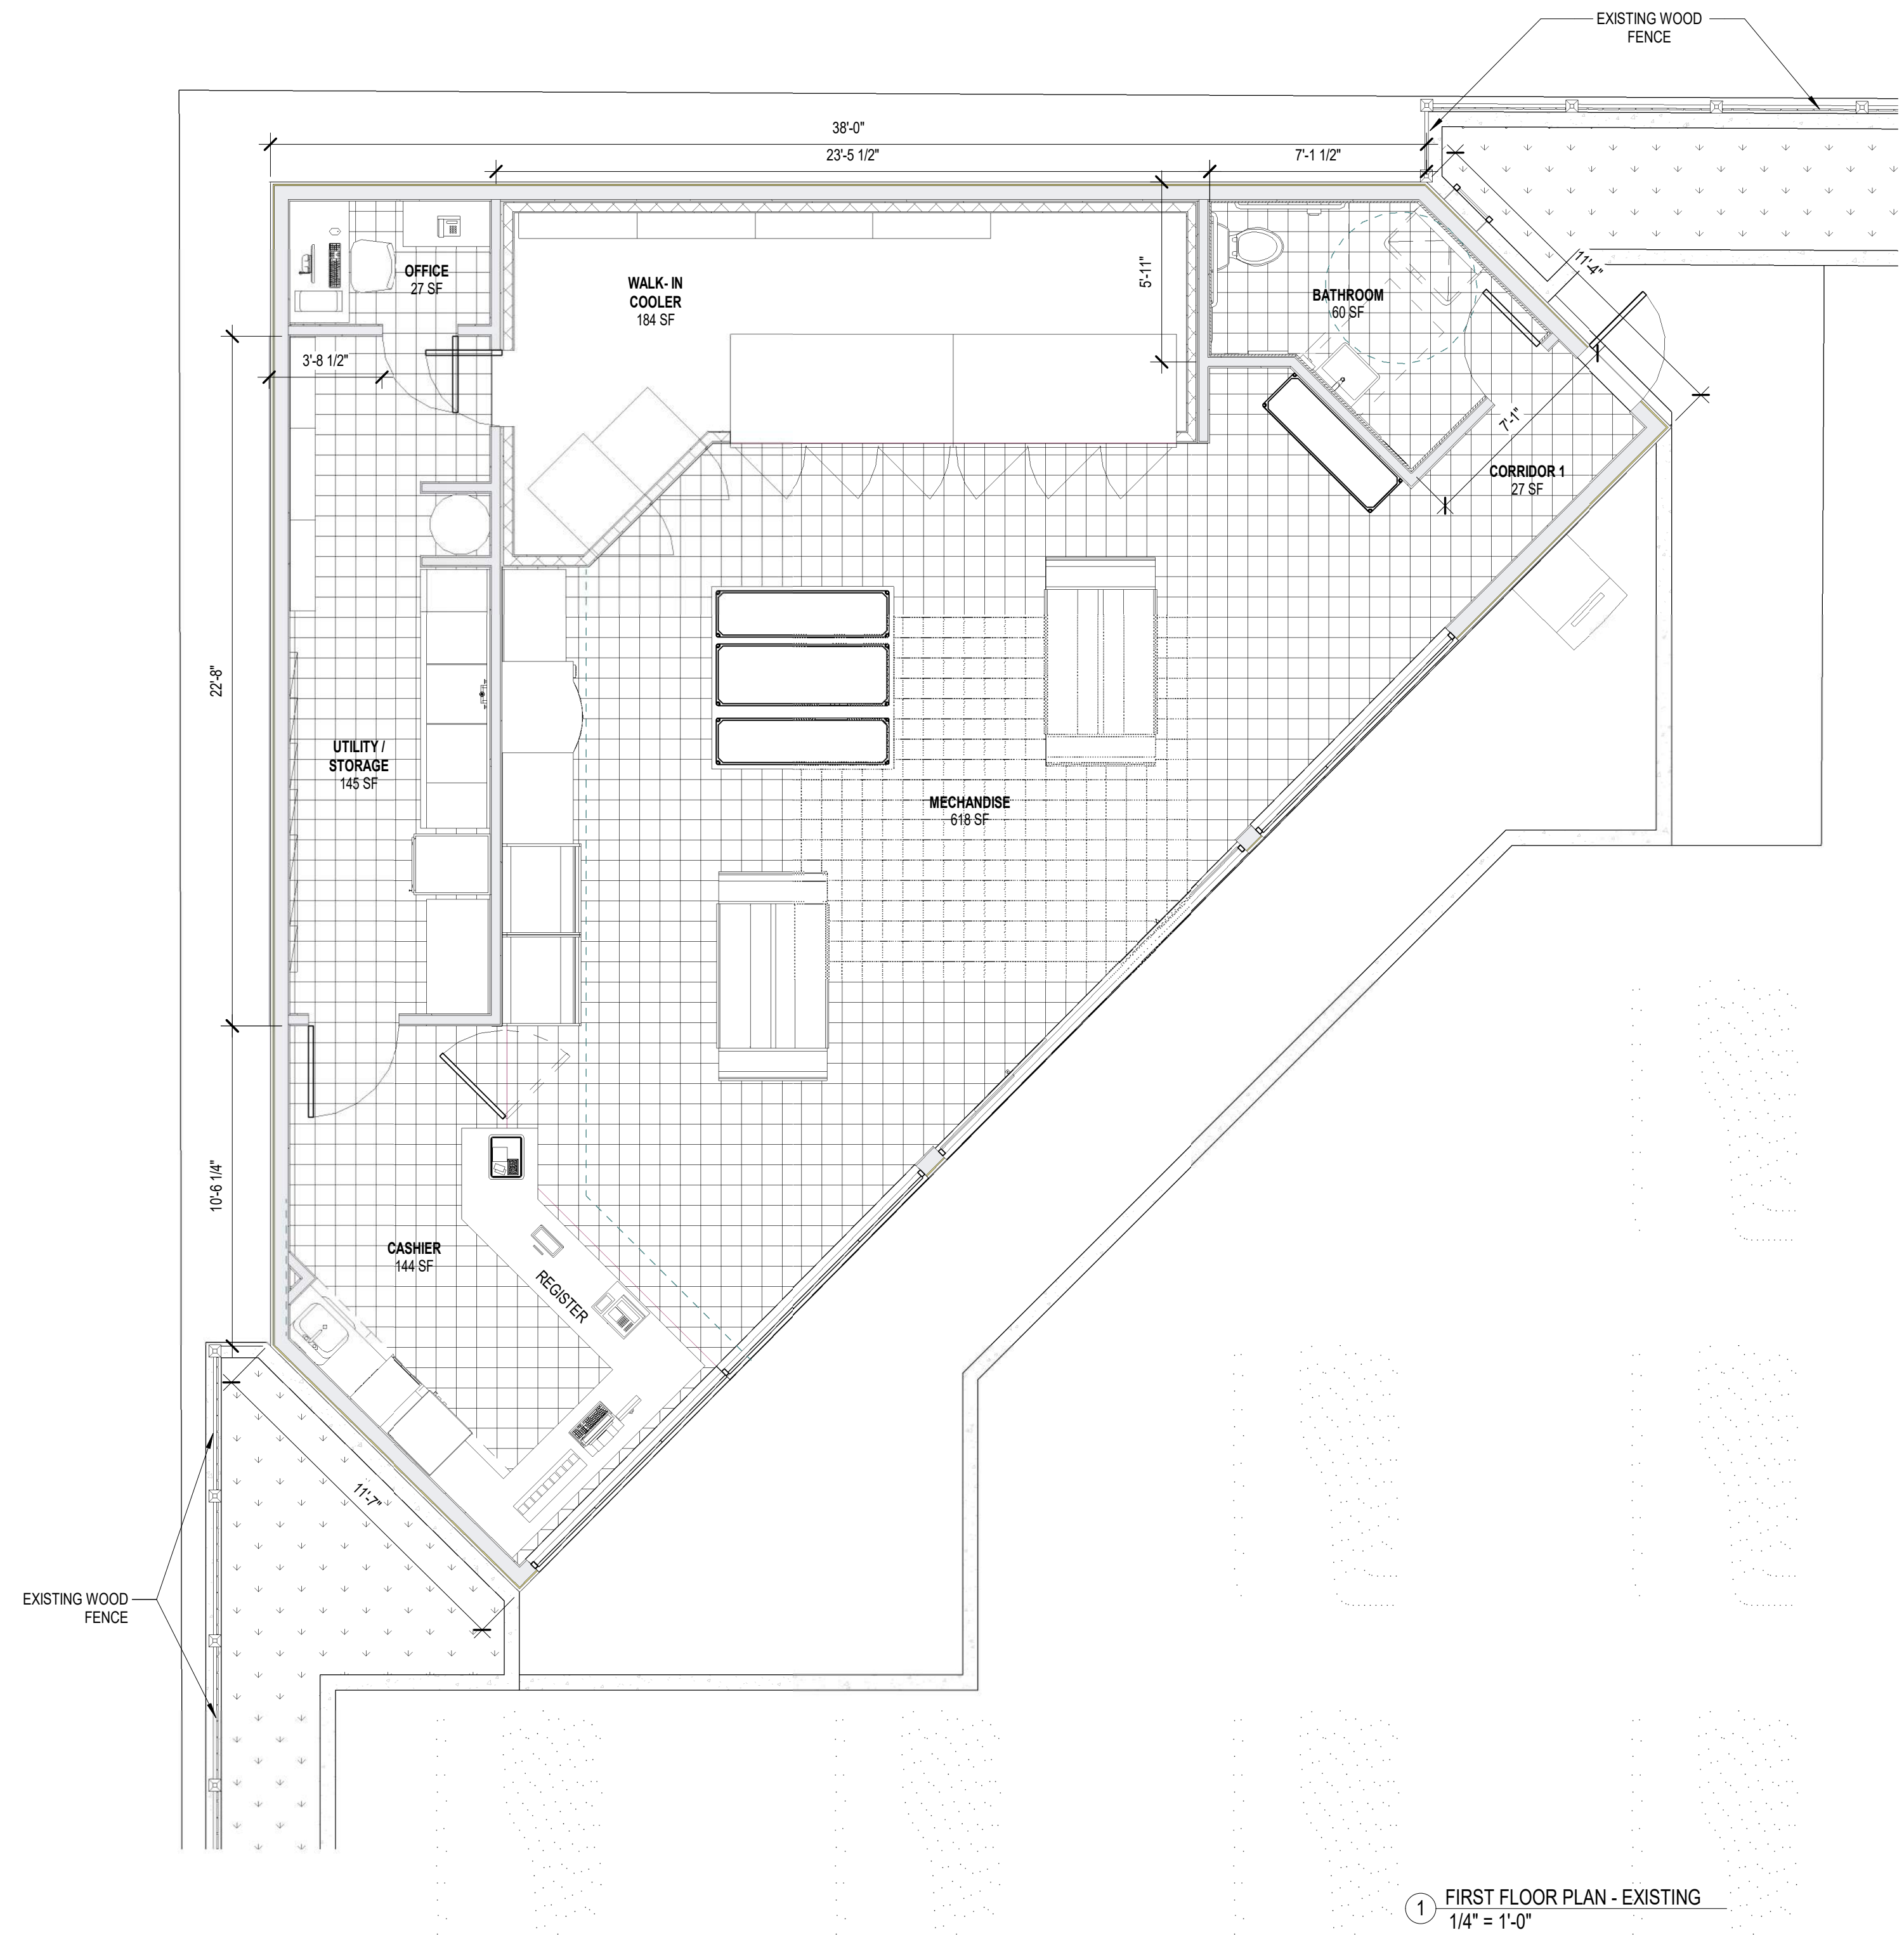 EXISTING WOOD
FENCE
38'-0"
23'-5 1/2"
7'-1 1/2"
11'-4"
5'-11"
OFFICE
27 SF
WALK- IN
COOLER
184 SF
BATHROOM
60 SF
3'-8 1/2"
7'-1"
CORRIDOR 1
27 SF
22'-8"
UTILITY /
STORAGE
145 SF
MECHANDISE
618 SF
10'-6 1/4"
CASHIER
144 SF
REGISTER
11'-7"
EXISTING WOOD
FENCE
1
FIRST FLOOR PLAN - EXISTING
1/4" = 1'-0"